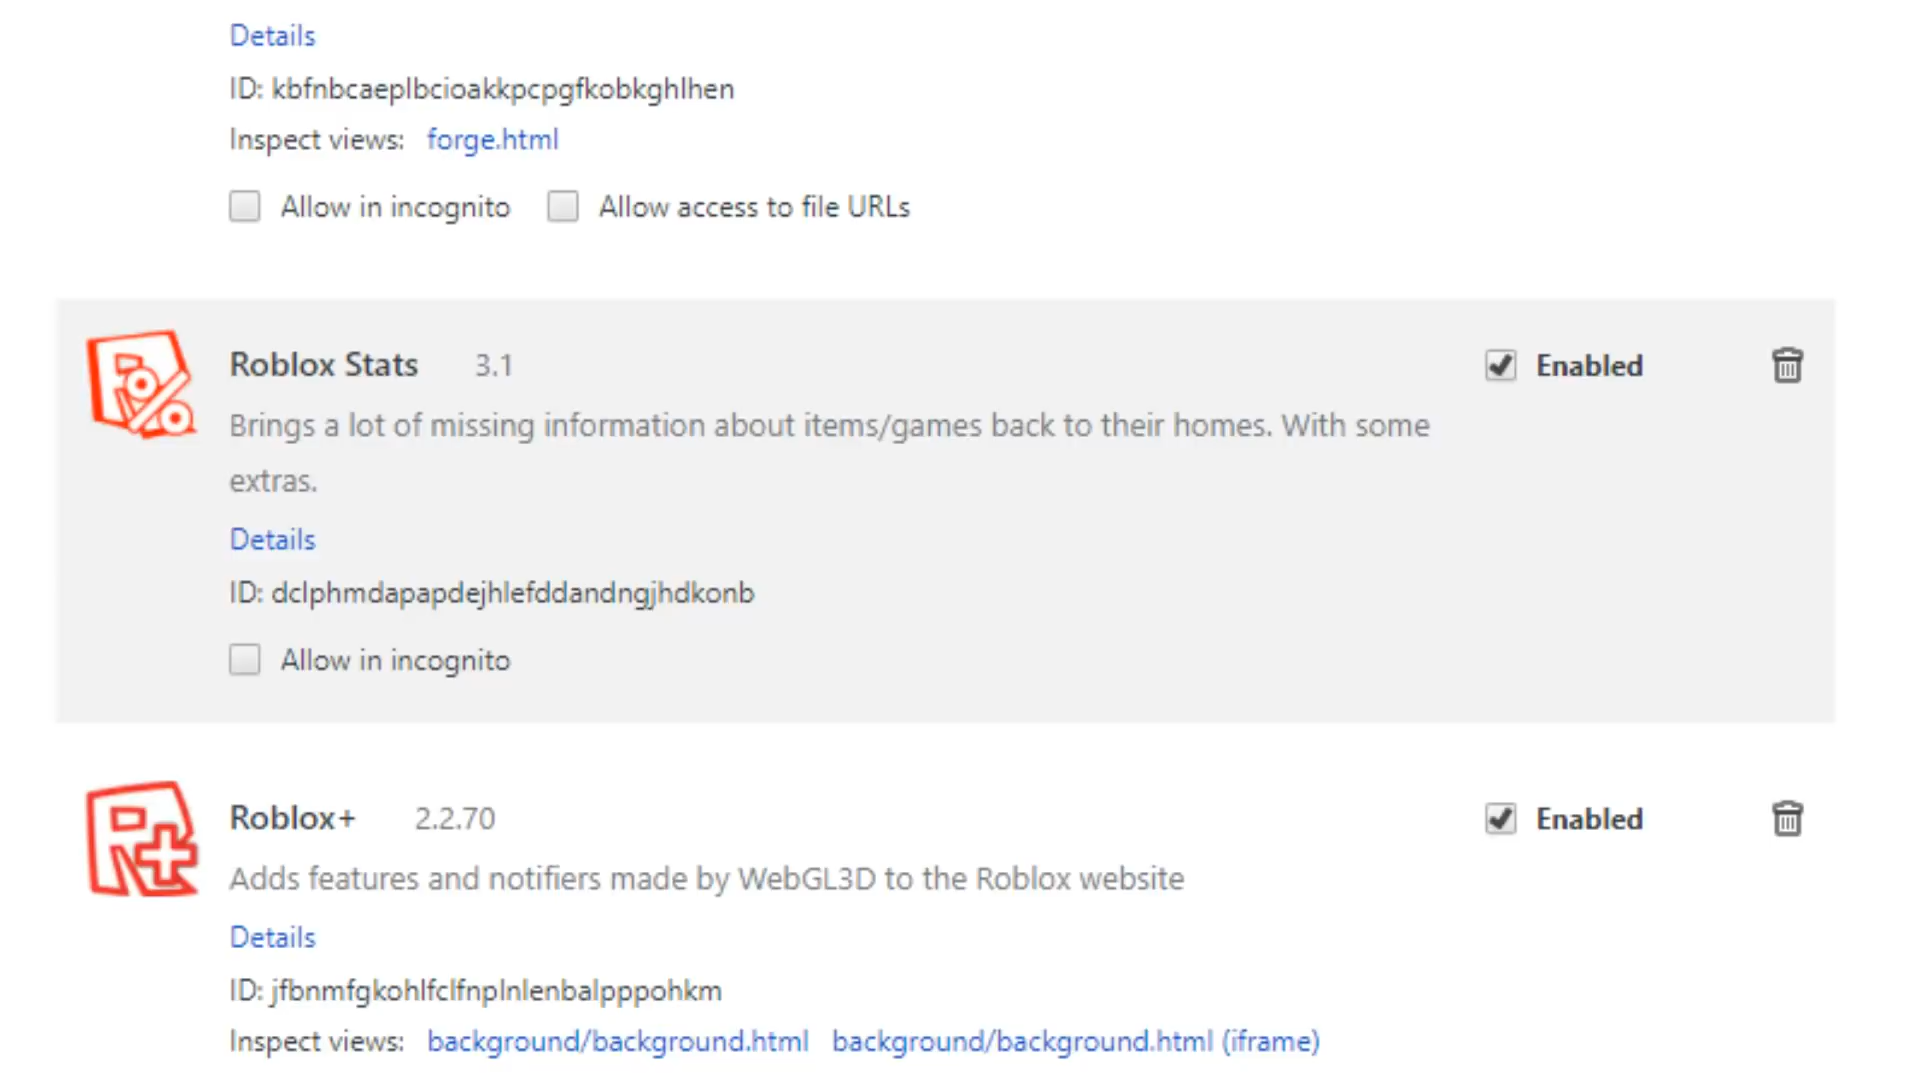 Details
ID: kbfnbcaeplbcioakkpcpgfkobkghlhen
Inspect views: forge.html
Allow in incognito Allow access to file URLs
Roblox Stats 3.1 Enabled
Brings a lot of missing information about items/games back to their homes. With some
extras.
Details
ID: dclphmdapapdejhlefddandngjhdkonb
Allow in incognito
Roblox+ 2.2.70 Enabled
Adds features and notifiers made by WebGL3D to the Roblox website
Details
ID: jfbnmfgkohlfclfnplnlenbalpppohkm
Inspect views: background/background.html background/background.html (iframe)